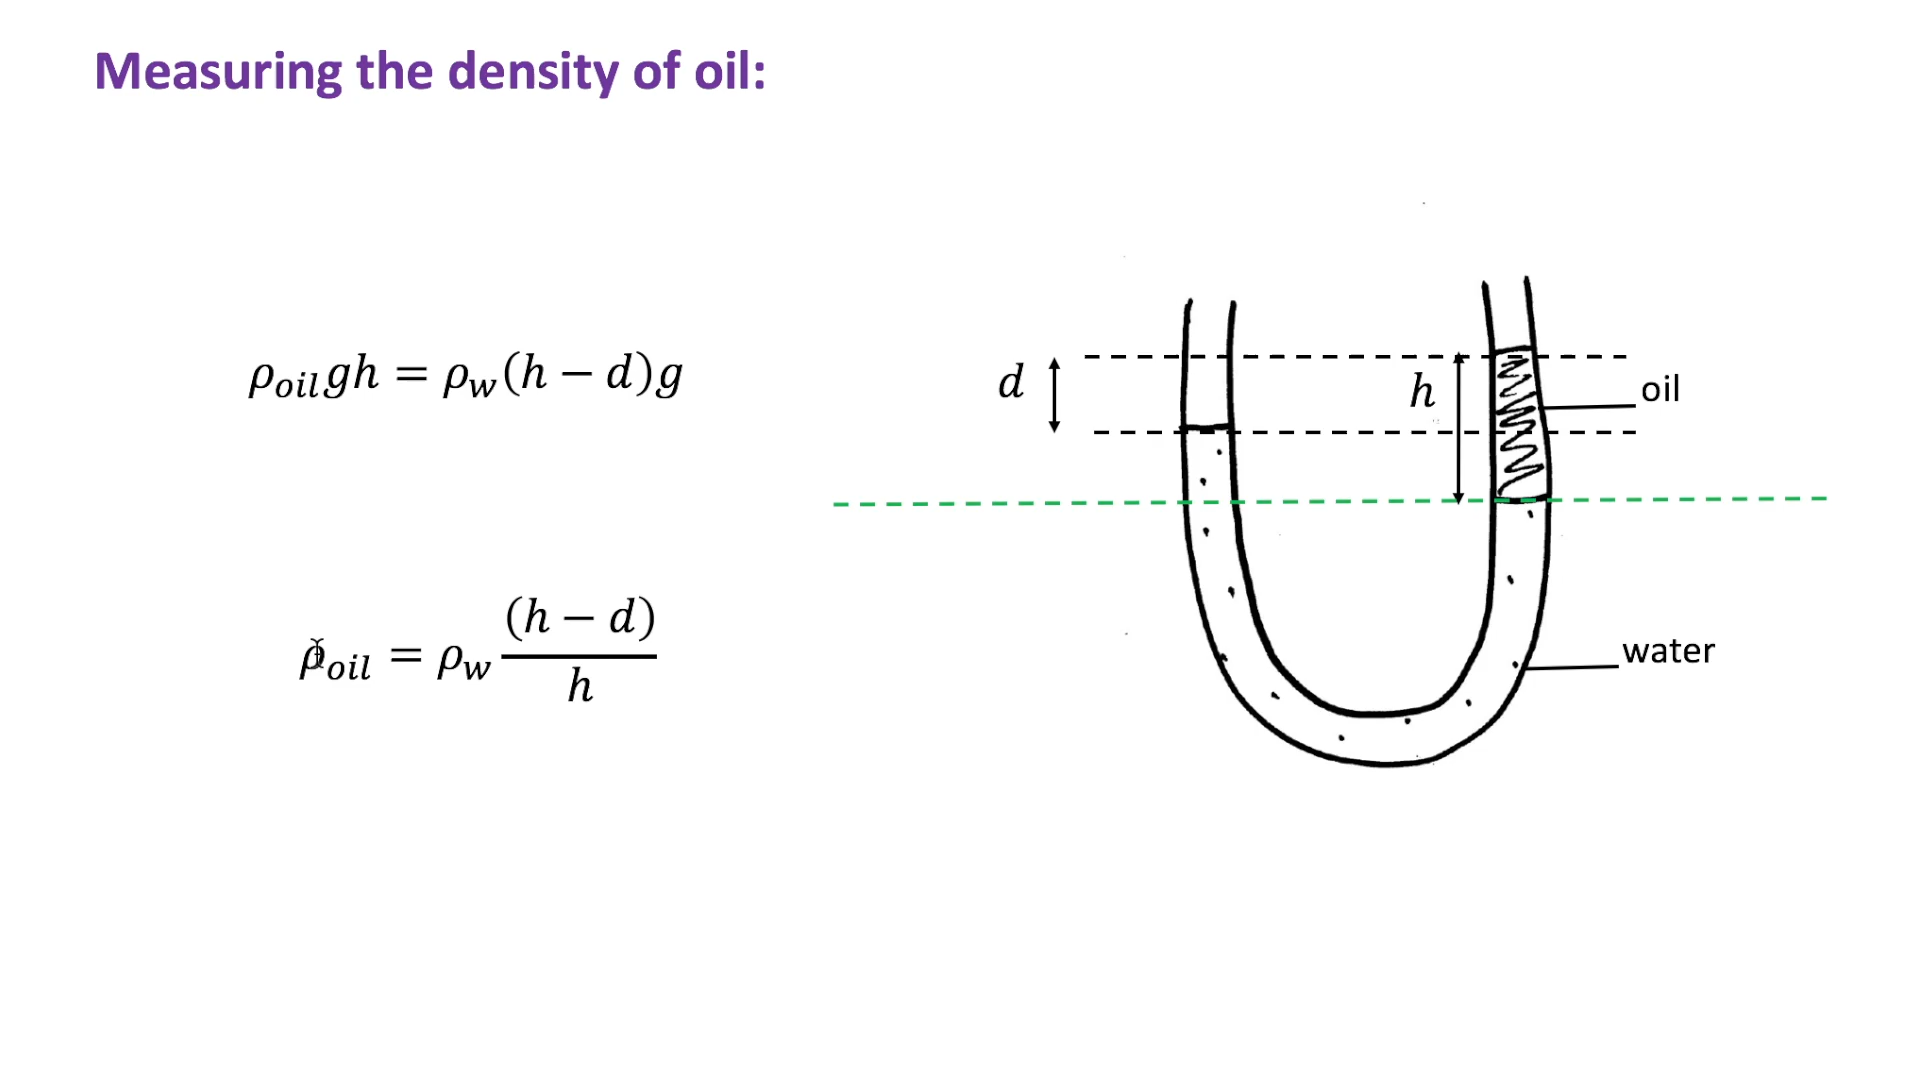 Measuring the density of oil:
ρ_oil gh = ρ_w(h − d)g
ρ_oil = ρ_w (h − d) / h
d
h
oil
water